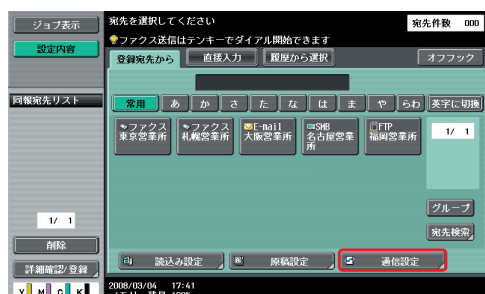 ジョブ表示
設定内容
同報宛先リスト
1/ 1
削除
詳細確認/登録
Y M C K
宛先を選択してください
宛先件数 000
ファクス送信はテンキーでダイアル開始できます
登録宛先から 直接入力 履歴から選択 オフフック
常用 あ か さ た な は ま や らわ 英字に切換
ファクス
東京営業所
ファクス
札幌営業所
E-mail
大阪営業所
SMB
名古屋営業
所
FTP
福岡営業所
1/ 1
グループ
宛先検索
読込み設定 原稿設定 通信設定
2008/03/04 17:41